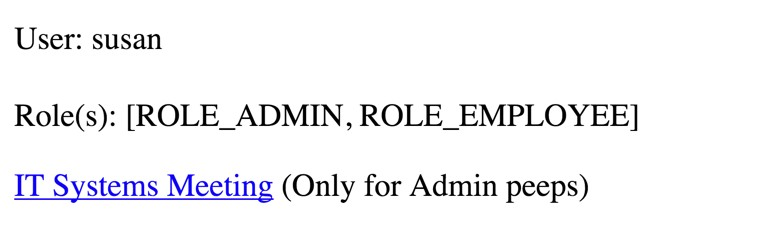 User: susan
Role(s): [ROLE_ADMIN, ROLE_EMPLOYEE]
IT Systems Meeting (Only for Admin peeps)